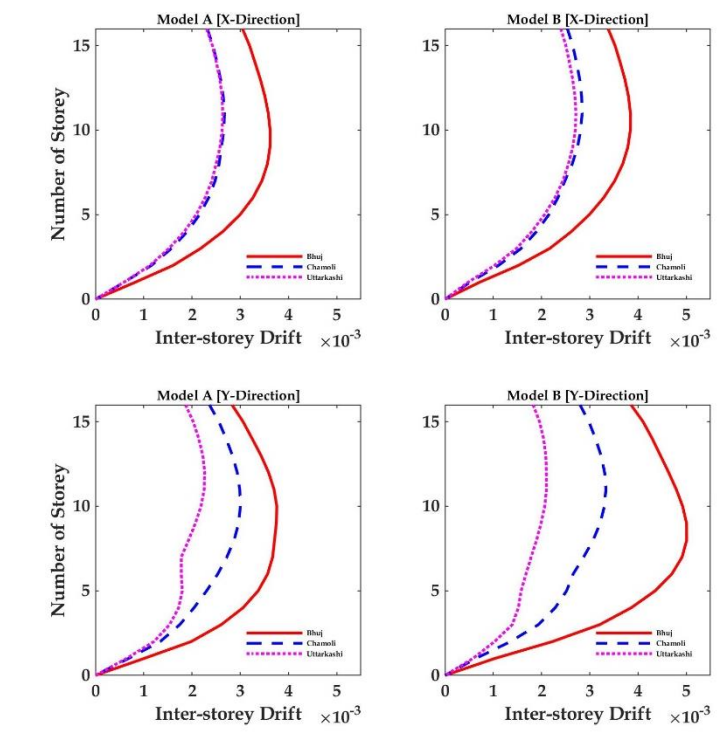 Model A [X-Direction]
15
10
5
0
Number of Storey
Bhuj
Chamoli
Uttarkashi
0 1 2 3 4 5
Inter-storey Drift ×10-3
Model B [X-Direction]
15
10
5
0
Bhuj
Chamoli
Uttarkashi
0 1 2 3 4 5
Inter-storey Drift ×10-3
Model A [Y-Direction]
15
10
5
0
Number of Storey
Bhuj
Chamoli
Uttarkashi
0 1 2 3 4 5
Inter-storey Drift ×10-3
Model B [Y-Direction]
15
10
5
0
Bhuj
Chamoli
Uttarkashi
0 1 2 3 4 5
Inter-storey Drift ×10-3